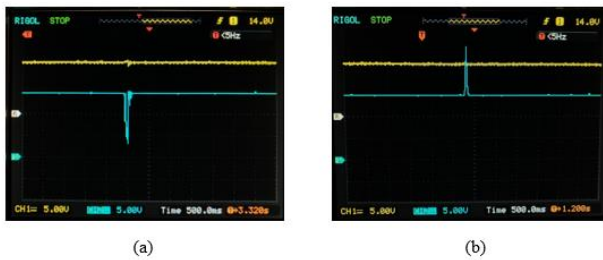 RIGOL STOP 14.0V
<5Hz
CH1= 5.00V 5.00V Time 500.0ms 3.320s
(a)
RIGOL STOP 14.0V
<5Hz
CH1= 5.00V 5.00V Time 500.0ms 1.200s
(b)